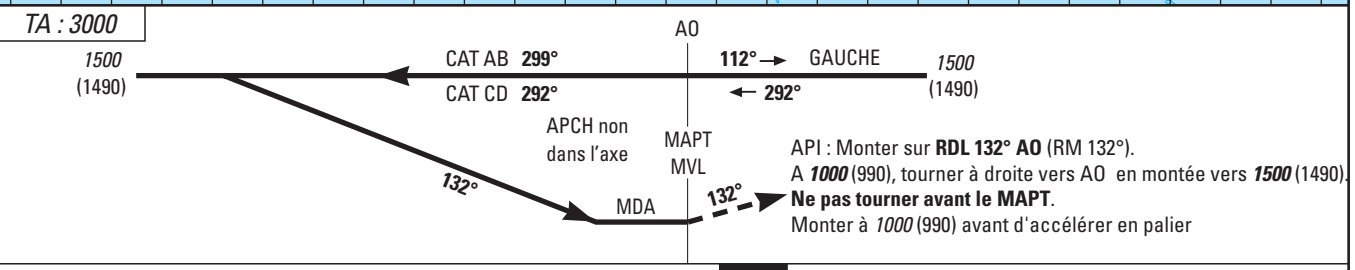 TA : 3000
AO
1500
(1490)
CAT AB 299°
112° → GAUCHE
1500
(1490)
CAT CD 292°
← 292°
APCH non
dans l'axe
MAPT
MVL
132°
MDA
132°
API : Monter sur RDL 132° AO (RM 132°).
A 1000 (990), tourner à droite vers AO en montée vers 1500 (1490).
Ne pas tourner avant le MAPT.
Monter à 1000 (990) avant d'accélérer en palier